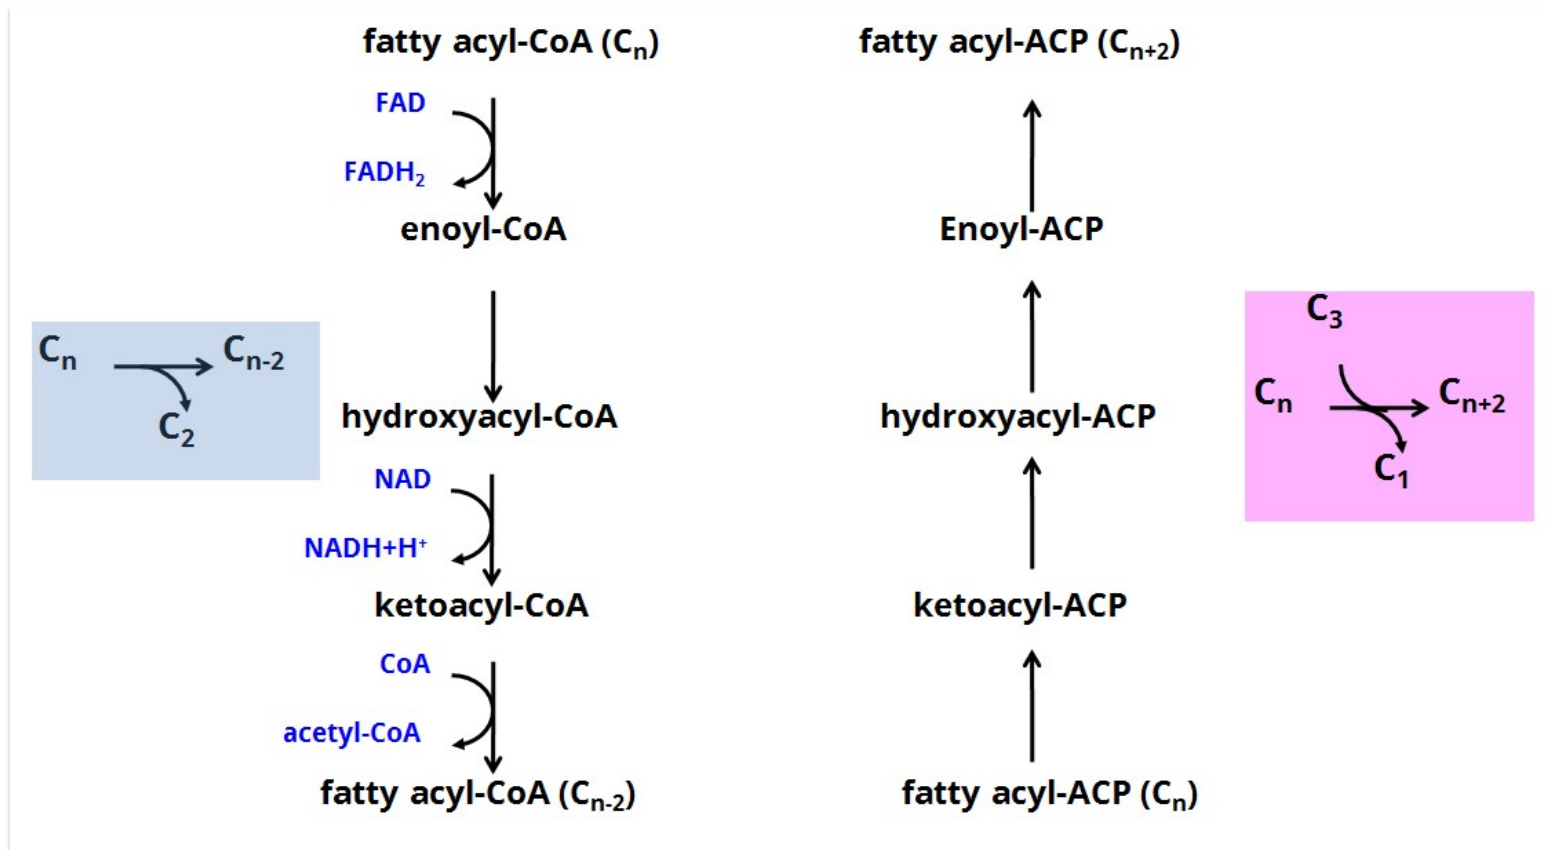 fatty acyl-CoA (Cₙ)
FAD
FADH₂
enoyl-CoA
hydroxyacyl-CoA
NAD
NADH+H⁺
ketoacyl-CoA
CoA
acetyl-CoA
fatty acyl-CoA (Cₙ₋₂)
Cₙ
Cₙ₋₂
C₂
fatty acyl-ACP (Cₙ₊₂)
Enoyl-ACP
hydroxyacyl-ACP
ketoacyl-ACP
fatty acyl-ACP (Cₙ)
C₃
Cₙ
Cₙ₊₂
C₁